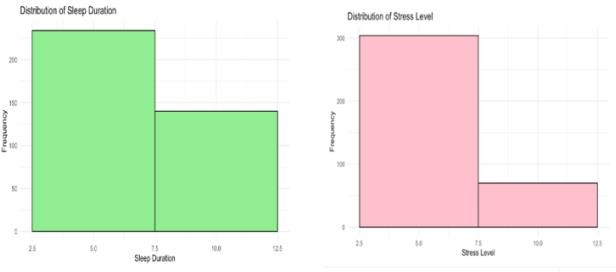 Distribution of Sleep Duration
Frequency
200
150
100
50
0
2.5 5.0 7.5 10.0 12.5
Sleep Duration
Distribution of Stress Level
Frequency
300
200
100
0
2.5 5.0 7.5 10.0 12.5
Stress Level